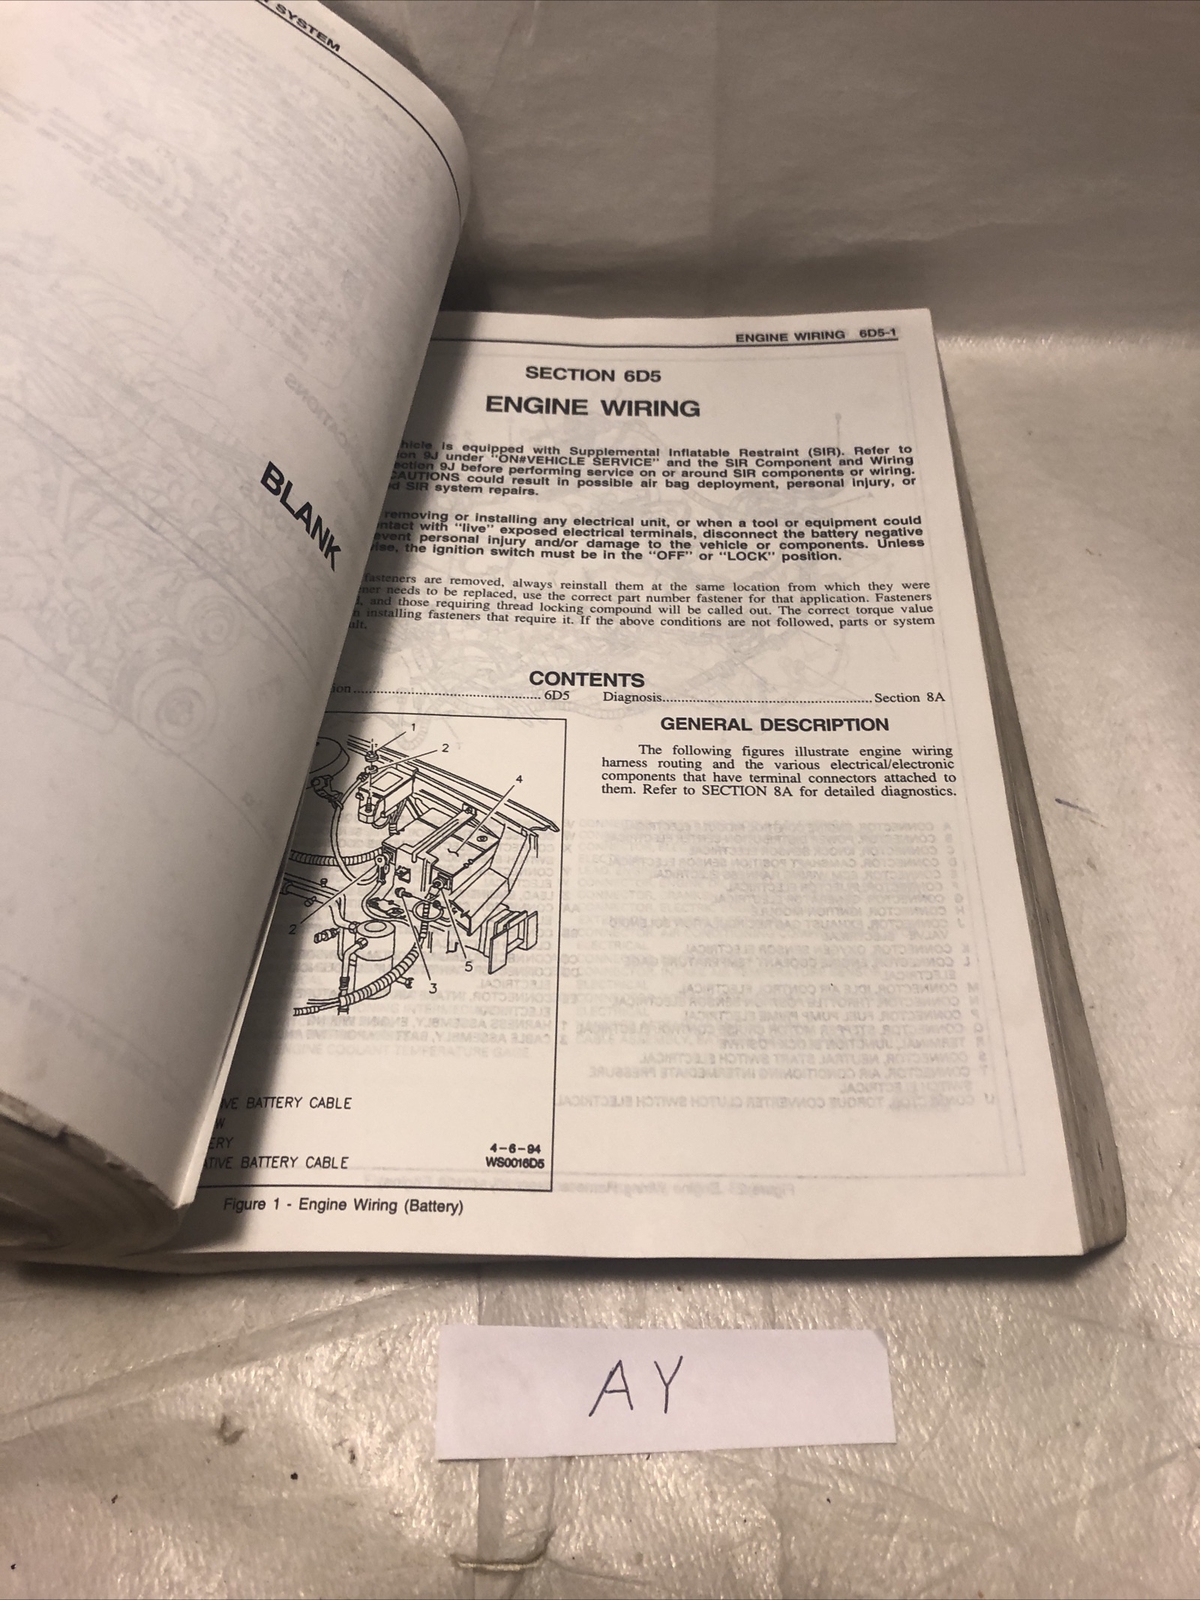 SYSTEM
BLANK
ENGINE WIRING 6D5-1
SECTION 6D5
ENGINE WIRING
is equipped with Supplemental Inflatable Restraint (SIR). Refer to
9J under "ON#VEHICLE SERVICE" and the SIR Component and Wiring
9J before performing service on or around SIR components or wiring.
CAUTIONS could result in possible air bag deployment, personal injury, or
SIR system repairs.
removing or installing any electrical unit, or when a tool or equipment could
with "live" exposed electrical terminals, disconnect the battery negative
personal injury and/or damage to the vehicle or components. Unless
the ignition switch must be in the "OFF" or "LOCK" position.
fasteners are removed, always reinstall them at the same location from which they were
needs to be replaced, use the correct part number fastener for that application. Fasteners
and those requiring thread locking compound will be called out. The correct torque value
installing fasteners that require it. If the above conditions are not followed, parts or system
CONTENTS
6D5
Diagnosis Section 8A
1
2
4
2
3
5
BATTERY CABLE
BATTERY CABLE
4-6-94
WS0016D5
Figure 1 - Engine Wiring (Battery)
GENERAL DESCRIPTION
The following figures illustrate engine wiring
harness routing and the various electrical/electronic
components that have terminal connectors attached to
them. Refer to SECTION 8A for detailed diagnostics.
AY